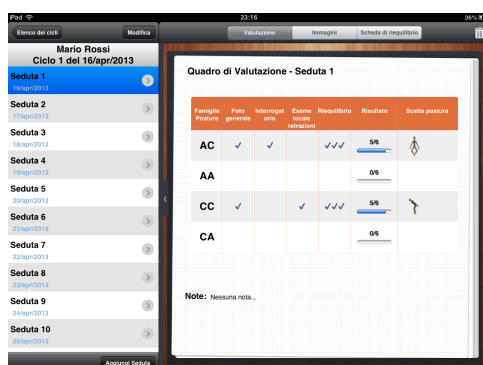 iPad 23:16 36%
Elenco dei cicli Modifica
Valutazione Immagini Scheda di riequilibrio
Mario Rossi
Ciclo 1 del 16/apr/2013
Seduta 1
16/apr/2013
Seduta 2
17/apr/2013
Seduta 3
18/apr/2013
Seduta 4
19/apr/2013
Seduta 5
20/apr/2013
Seduta 6
21/apr/2013
Seduta 7
22/apr/2013
Seduta 8
23/apr/2013
Seduta 9
24/apr/2013
Seduta 10
25/apr/2013
Aggiungi Seduta
Quadro di Valutazione - Seduta 1
Famiglia Foto Interrogat Esame Riequilibrio Risultato Scelta postura
Posture generale orio locale
retrazioni
AC 5/6
AA 0/6
CC 5/6
CA 0/6
Note: Nessuna nota...